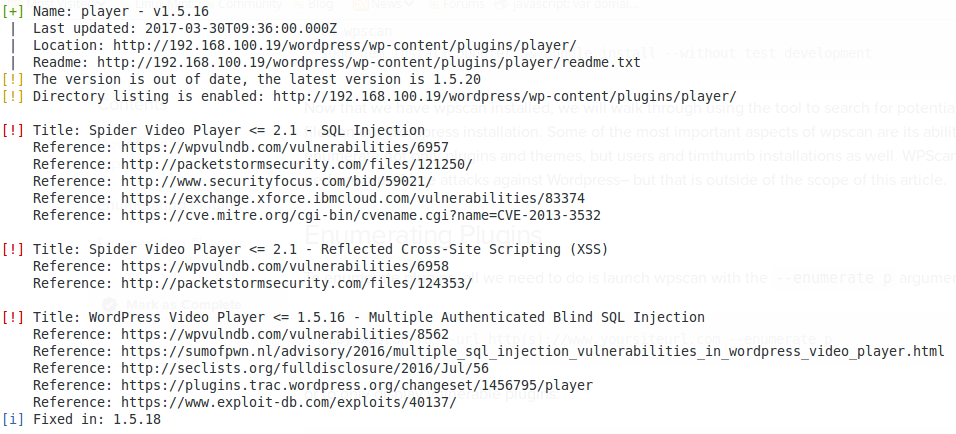 [+] Name: player - v1.5.16
| Last updated: 2017-03-30T09:36:00.000Z
| Location: http://192.168.100.19/wordpress/wp-content/plugins/player/
| Readme: http://192.168.100.19/wordpress/wp-content/plugins/player/readme.txt
[!] The version is out of date, the latest version is 1.5.20
[!] Directory listing is enabled: http://192.168.100.19/wordpress/wp-content/plugins/player/
[!] Title: Spider Video Player <= 2.1 - SQL Injection
Reference: https://wpvulndb.com/vulnerabilities/6957
Reference: http://packetstormsecurity.com/files/121250/
Reference: http://www.securityfocus.com/bid/59021/
Reference: https://exchange.xforce.ibmcloud.com/vulnerabilities/83374
Reference: https://cve.mitre.org/cgi-bin/cvename.cgi?name=CVE-2013-3532
[!] Title: Spider Video Player <= 2.1 - Reflected Cross-Site Scripting (XSS)
Reference: https://wpvulndb.com/vulnerabilities/6958
Reference: http://packetstormsecurity.com/files/124353/
[!] Title: WordPress Video Player <= 1.5.16 - Multiple Authenticated Blind SQL Injection
Reference: https://wpvulndb.com/vulnerabilities/8562
Reference: https://sumofpwn.nl/advisory/2016/multiple_sql_injection_vulnerabilities_in_wordpress_video_player.html
Reference: http://seclists.org/fulldisclosure/2016/Jul/56
Reference: https://plugins.trac.wordpress.org/changeset/1456795/player
Reference: https://www.exploit-db.com/exploits/40137/
[i] Fixed in: 1.5.18